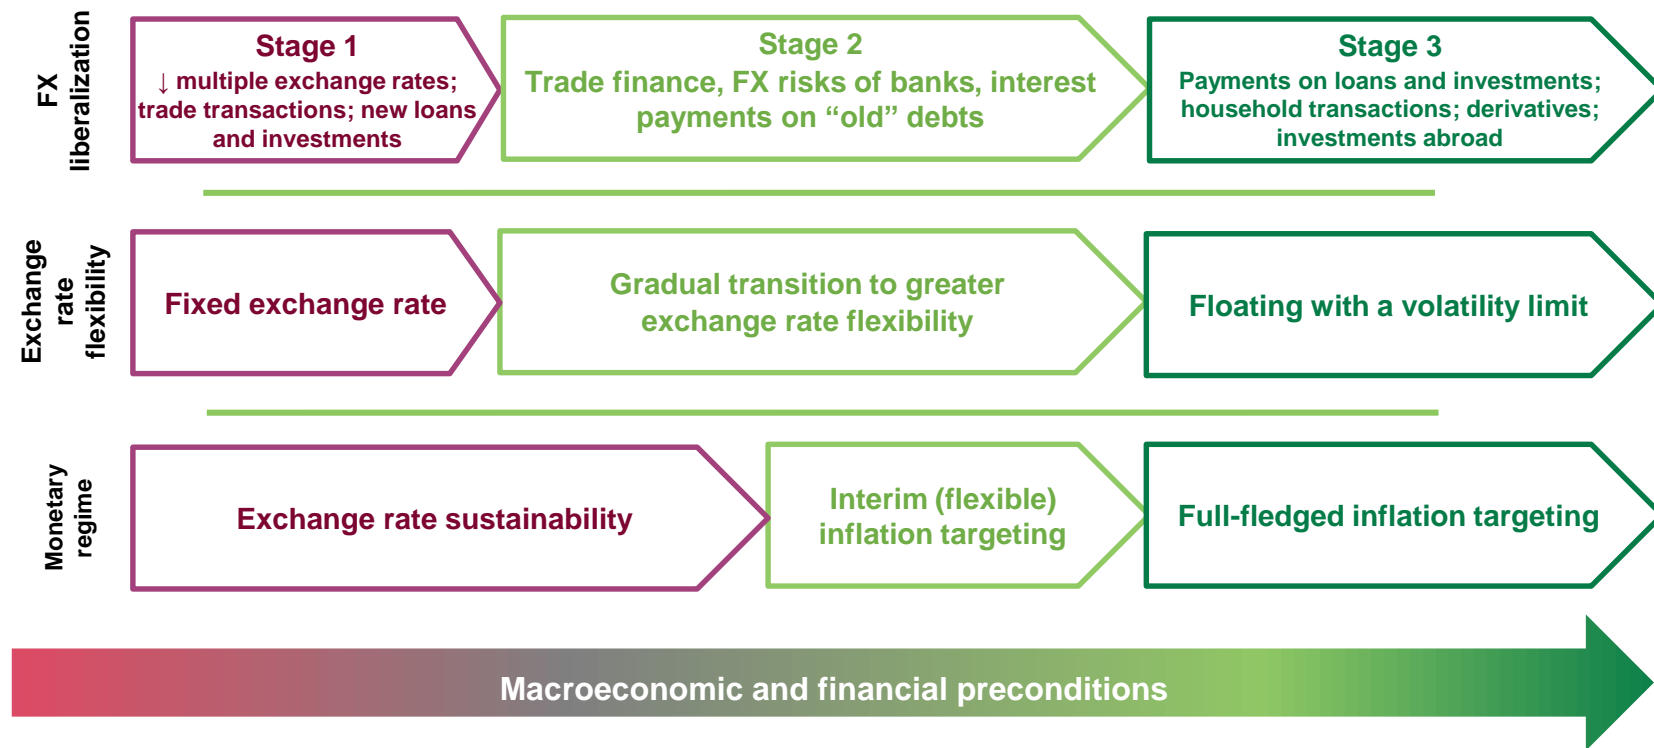 FX
liberalization
Stage 1
↓ multiple exchange rates;
trade transactions; new loans
and investments
Stage 2
Trade finance, FX risks of banks, interest
payments on “old” debts
Stage 3
Payments on loans and investments;
household transactions; derivatives;
investments abroad
Exchange
rate
flexibility
Fixed exchange rate
Gradual transition to greater
exchange rate flexibility
Floating with a volatility limit
Monetary
regime
Exchange rate sustainability
Interim (flexible)
inflation targeting
Full-fledged inflation targeting
Macroeconomic and financial preconditions